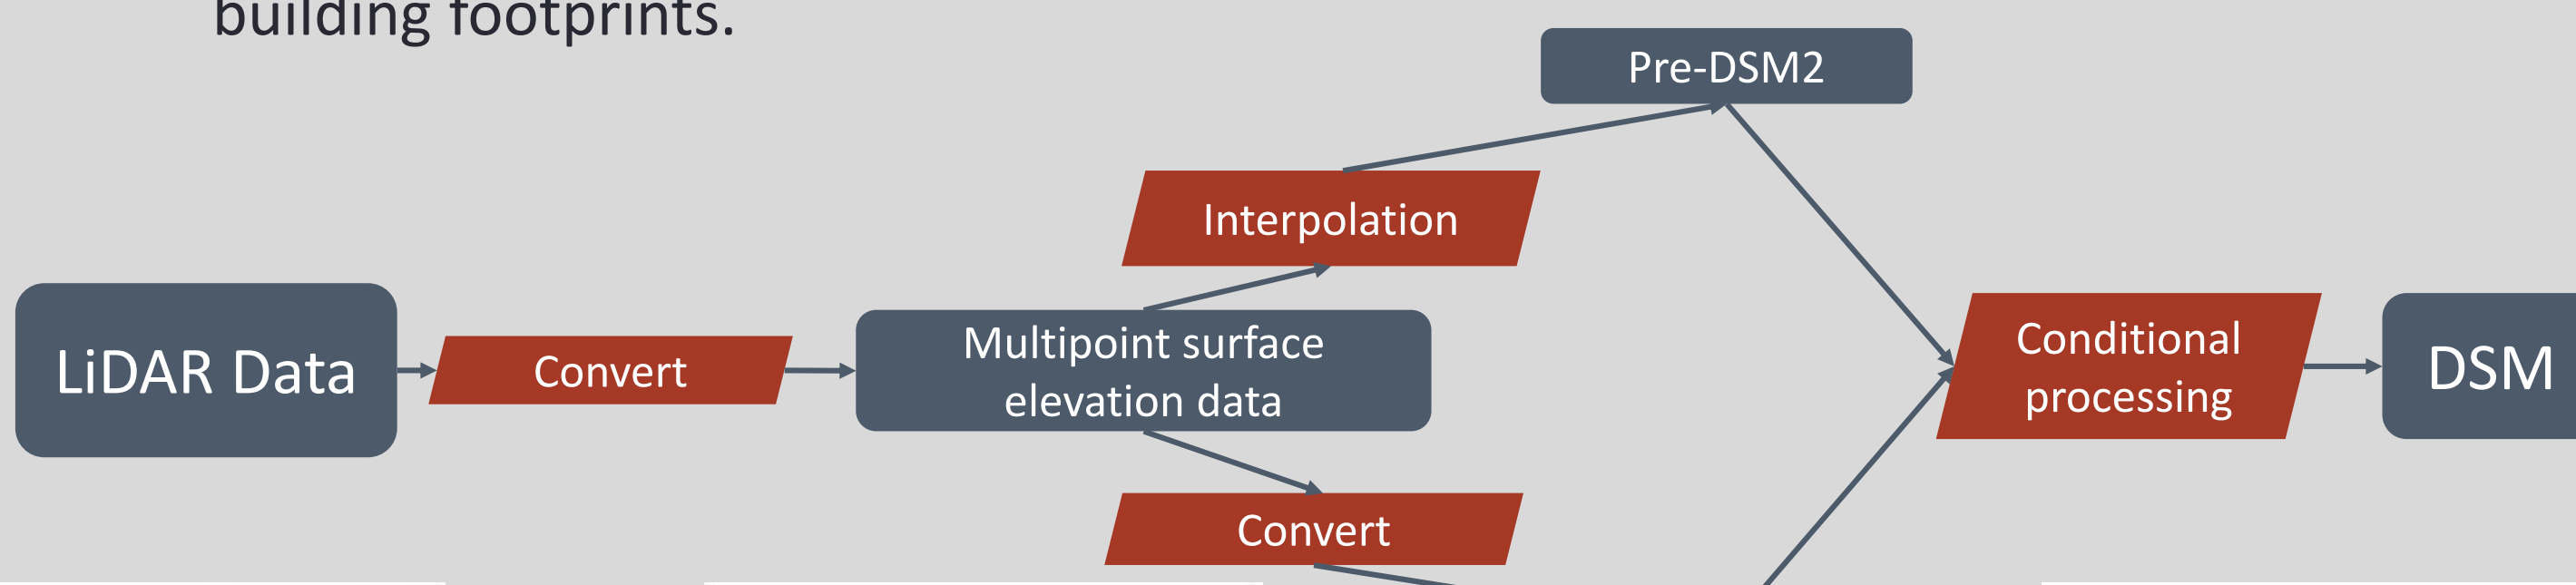 building footprints.
Pre-DSM2
Interpolation
LiDAR Data
Convert
Multipoint surface
elevation data
Conditional
processing
DSM
Convert